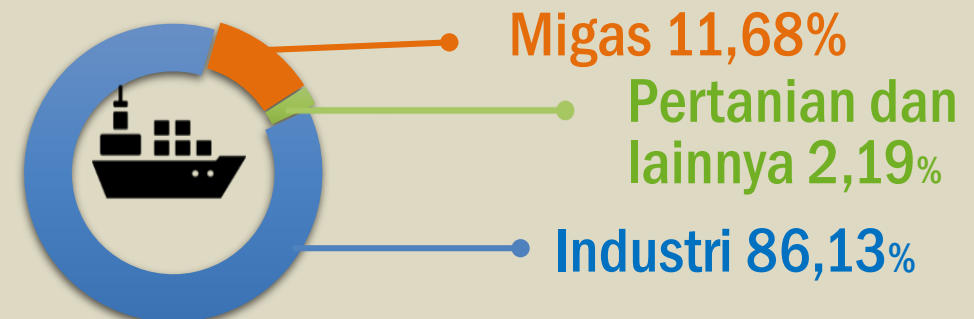 Migas 11,68%
Pertanian dan
lainnya 2,19%
Industri 86,13%